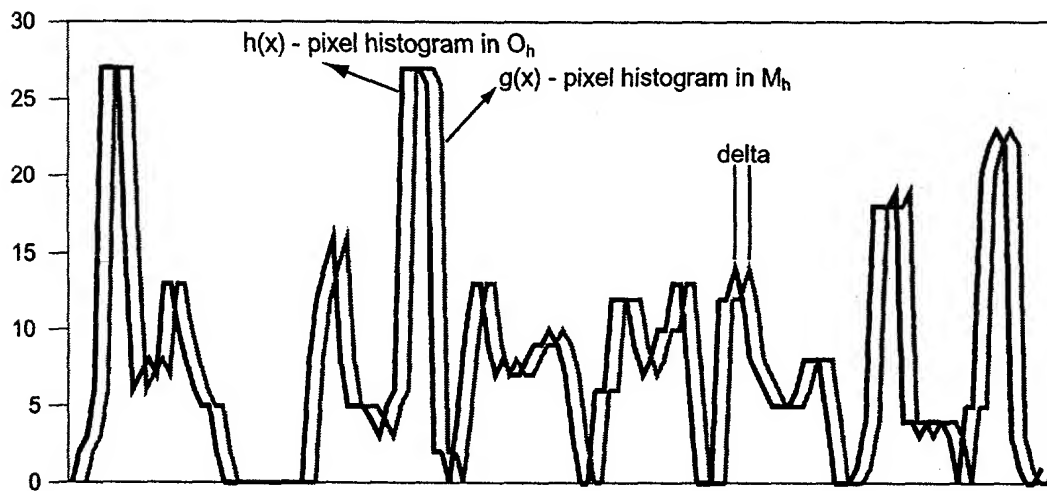 30
h(x) - pixel histogram in Oh
g(x) - pixel histogram in Mh
25
delta
20
15
10
5
0